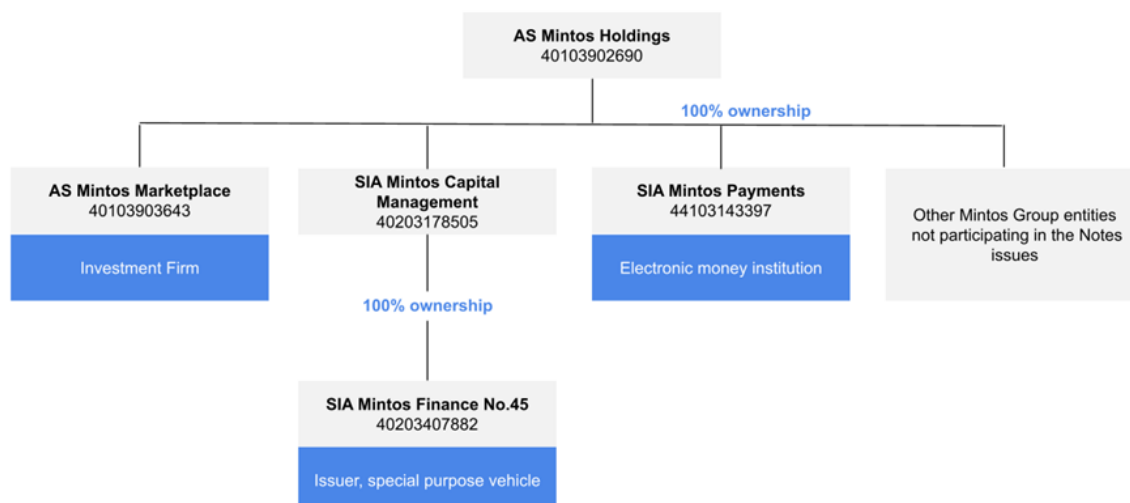 AS Mintos Holdings
40103902690
100% ownership
AS Mintos Marketplace
40103903643
Investment Firm
SIA Mintos Capital
Management
40203178505
SIA Mintos Payments
44103143397
Electronic money institution
Other Mintos Group entities
not participating in the Notes
issues
100% ownership
SIA Mintos Finance No.45
40203407882
Issuer, special purpose vehicle